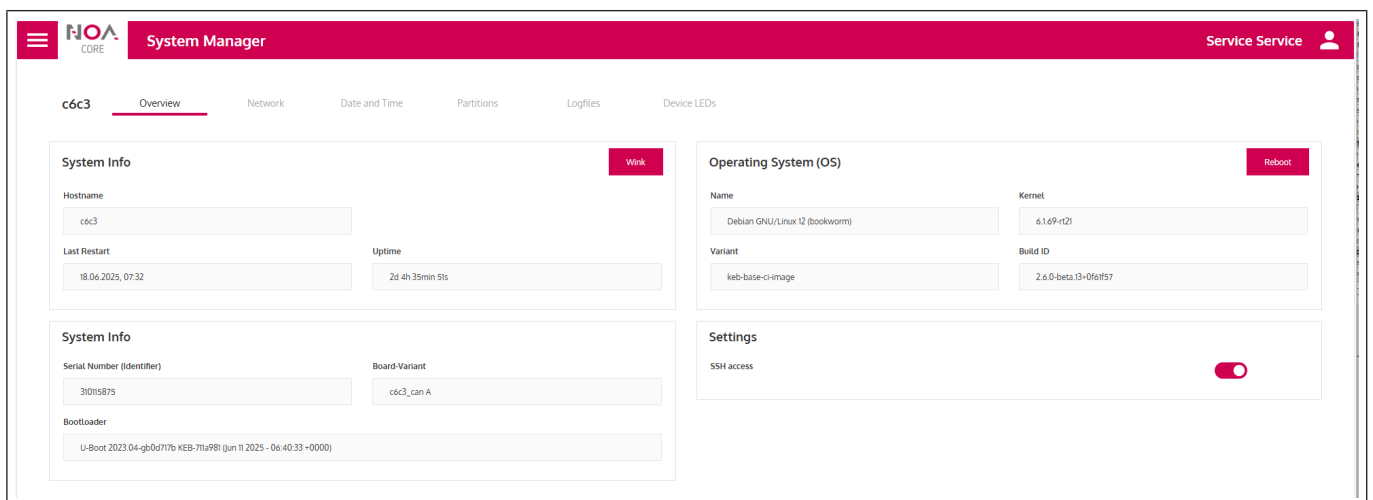 NOA
CORE
System Manager
Service Service
c6c3
Overview
Network
Date and Time
Partitions
Logfiles
Device LEDs
System Info
Wink
Hostname
c6c3
Last Restart
Uptime
18.06.2025, 07:32
2d 4h 35min 51s
Operating System (OS)
Reboot
Name
Kernel
Debian GNU/Linux 12 (bookworm)
6.1.69-rt21
Variant
Build ID
keb-base-ci-image
2.6.0-beta.13+0f61f57
System Info
Serial Number (Identifier)
Board-Variant
310115875
c6c3_can A
Bootloader
U-Boot 2023.04-gb0d717b KEB-711a981 (Jun 11 2025 - 06:40:33 +0000)
Settings
SSH access